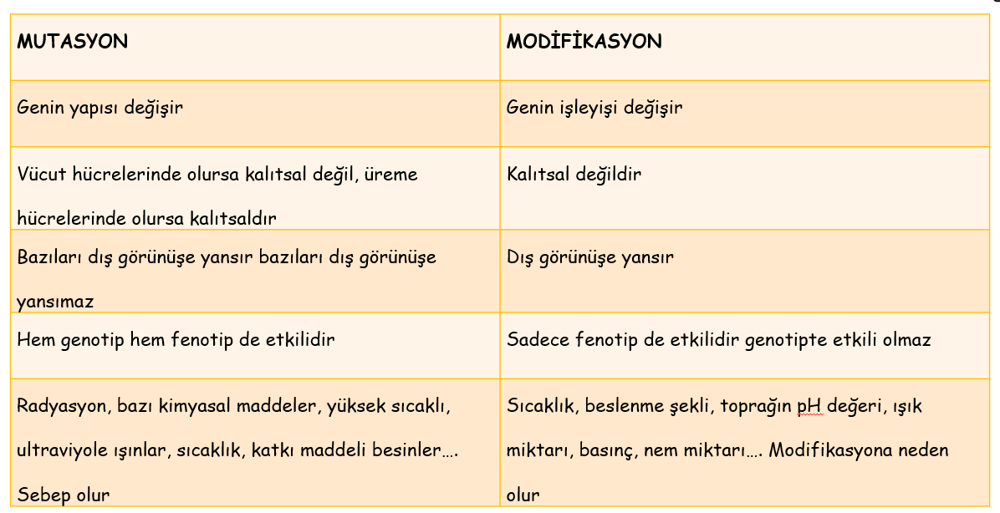 MUTASYON
MODİFİKASYON
Genin yapısı değişir
Genin işleyişi değişir
Vücut hücrelerinde olursa kalıtsal değil, üreme
hücrelerinde olursa kalıtsaldır
Kalıtsal değildir
Bazıları dış görünüşe yansır bazıları dış görünüşe
yansımaz
Dış görünüşe yansır
Hem genotip hem fenotip de etkilidir
Sadece fenotip de etkilidir genotipte etkili olmaz
Radyasyon, bazı kimyasal maddeler, yüksek sıcaklı,
ultraviyole ışınlar, sıcaklık, katkı maddeli besinler….
Sebep olur
Sıcaklık, beslenme şekli, toprağın pH değeri, ışık
miktarı, basınç, nem miktarı…. Modifikasyona neden
olur